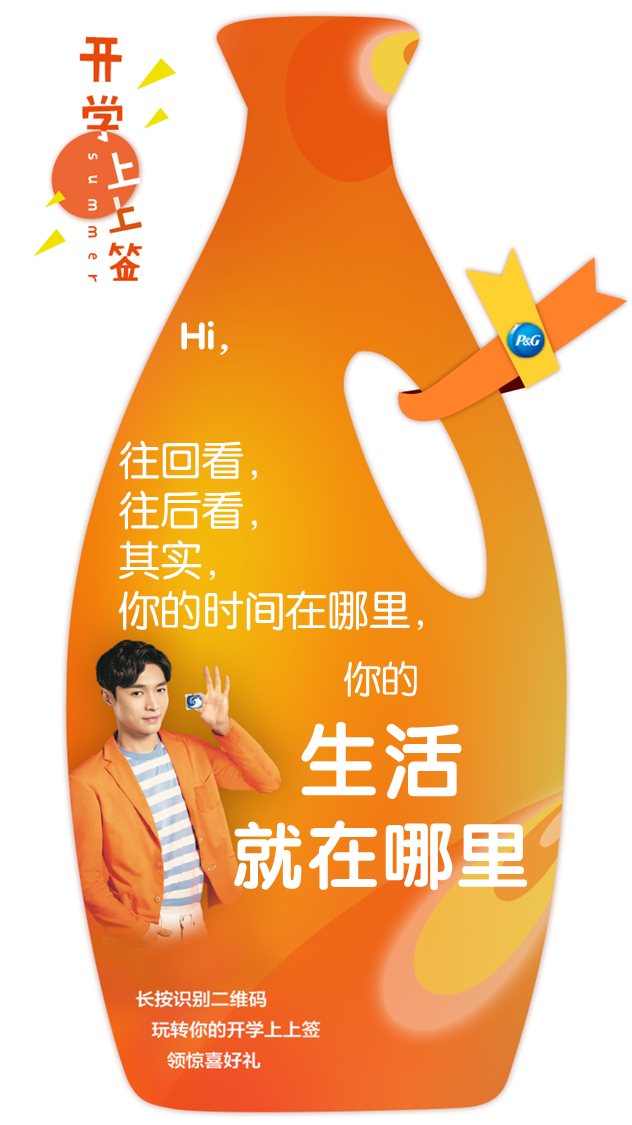 开学上上签
summer
P&G
Hi,
往回看，
往后看，
其实，
你的时间在哪里，
你的
生活
就在哪里
长按识别二维码
玩转你的开学上上签
领惊喜好礼